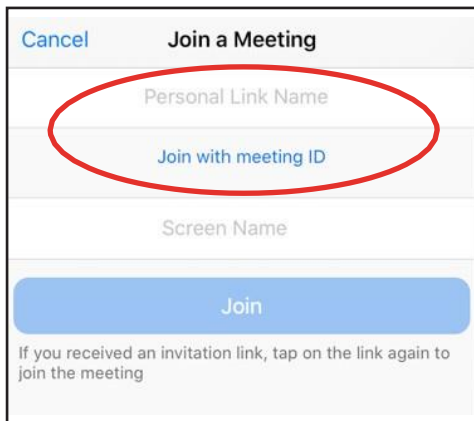 Cancel Join a Meeting
Personal Link Name
Join with meeting ID
Screen Name
Join
If you received an invitation link, tap on the link again to
join the meeting